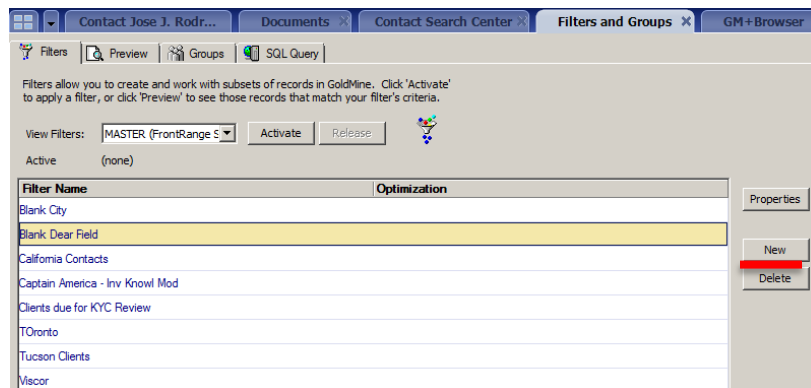 Contact Jose J. Rodr... Documents Contact Search Center Filters and Groups GM+Browser
Filters Preview Groups SQL Query
Filters allow you to create and work with subsets of records in GoldMine. Click 'Activate'
to apply a filter, or click 'Preview' to see those records that match your filter's criteria.
View Filters: MASTER (FrontRange S Activate Release
Active (none)
Filter Name Optimization
Properties
Blank City
Blank Dear Field
New
California Contacts
Delete
Captain America - Inv Knowl Mod
Clients due for KYC Review
TOronto
Tucson Clients
Viscor